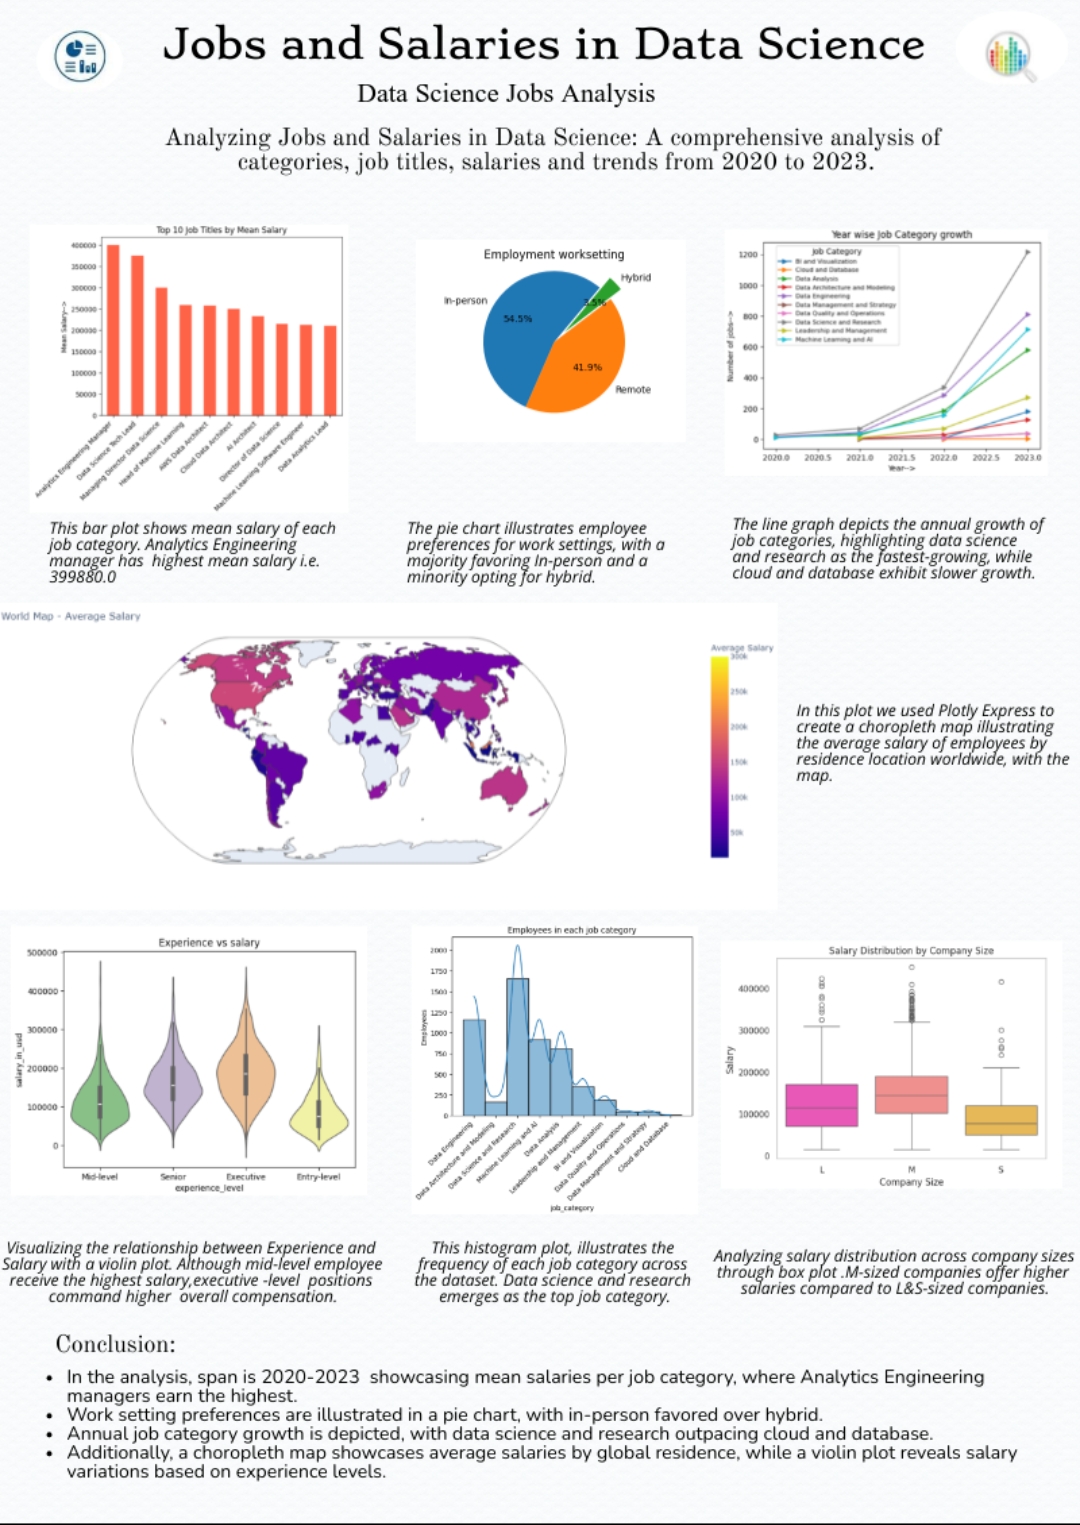 Jobs and Salaries in Data Science
Data Science Jobs Analysis
Analyzing Jobs and Salaries in Data Science: A comprehensive analysis of
categories, job titles, salaries and trends from 2020 to 2023.
Top 10 Job Titles by Mean Salary
Mean Salary-->
400000
350000
300000
250000
200000
150000
100000
50000
0
Analytics Engineering Manager
Data Science Tech Lead
Managing Director Data Science
Head of Machine Learning
AWS Data Architect
Cloud Data Architect
AI Architect
Director of Data Science
Machine Learning Software Engineer
Data Analytics Lead
This bar plot shows mean salary of each
job category. Analytics Engineering
manager has highest mean salary i.e.
399880.0
Employment worksetting
Hybrid
3.5%
In-person
54.5%
41.9%
Remote
The pie chart illustrates employee
preferences for work settings, with a
majority favoring In-person and a
minority opting for hybrid.
Year wise Job Category growth
Job Category
BI and Visualization
Cloud and Database
Data Analysis
Data Architecture and Modeling
Data Engineering
Data Management and Strategy
Data Quality and Operations
Data Science and Research
Leadership and Management
Machine Learning and AI
Number of jobs-->
1200
1000
800
600
400
200
0
2020.0 2020.5 2021.0 2021.5 2022.0 2022.5 2023.0
Year-->
The line graph depicts the annual growth of
job categories, highlighting data science
and research as the fastest-growing, while
cloud and database exhibit slower growth.
World Map - Average Salary
Average Salary
300k
250k
200k
150k
100k
50k
In this plot we used Plotly Express to
create a choropleth map illustrating
the average salary of employees by
residence location worldwide, with the
map.
Experience vs salary
salary_in_usd
500000
400000
300000
200000
100000
0
Mid-level Senior Executive Entry-level
experience_level
Visualizing the relationship between Experience and
Salary with a violin plot. Although mid-level employee
receive the highest salary,executive -level positions
command higher overall compensation.
Employees in each job category
Employees
2000
1750
1500
1250
1000
750
500
250
0
Data Engineering
Data Architecture and Modeling
Data Science and Research
Machine Learning and AI
Data Analysis
Leadership and Management
BI and Visualization
Data Quality and Operations
Data Management and Strategy
Cloud and Database
job_category
This histogram plot, illustrates the
frequency of each job category across
the dataset. Data science and research
emerges as the top job category.
Salary Distribution by Company Size
Salary
400000
300000
200000
100000
0
L M S
Company Size
Analyzing salary distribution across company sizes
through box plot .M-sized companies offer higher
salaries compared to L&S-sized companies.
Conclusion:
• In the analysis, span is 2020-2023 showcasing mean salaries per job category, where Analytics Engineering
managers earn the highest.
• Work setting preferences are illustrated in a pie chart, with in-person favored over hybrid.
• Annual job category growth is depicted, with data science and research outpacing cloud and database.
• Additionally, a choropleth map showcases average salaries by global residence, while a violin plot reveals salary
variations based on experience levels.